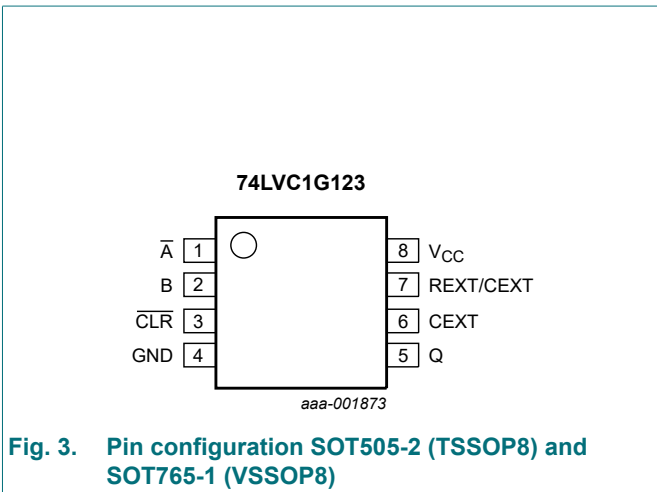 74LVC1G123
A̅ 1 8 VCC
B 2 7 REXT/CEXT
C̅L̅R̅ 3 6 CEXT
GND 4 5 Q
aaa-001873
Fig. 3. Pin configuration SOT505-2 (TSSOP8) and
SOT765-1 (VSSOP8)